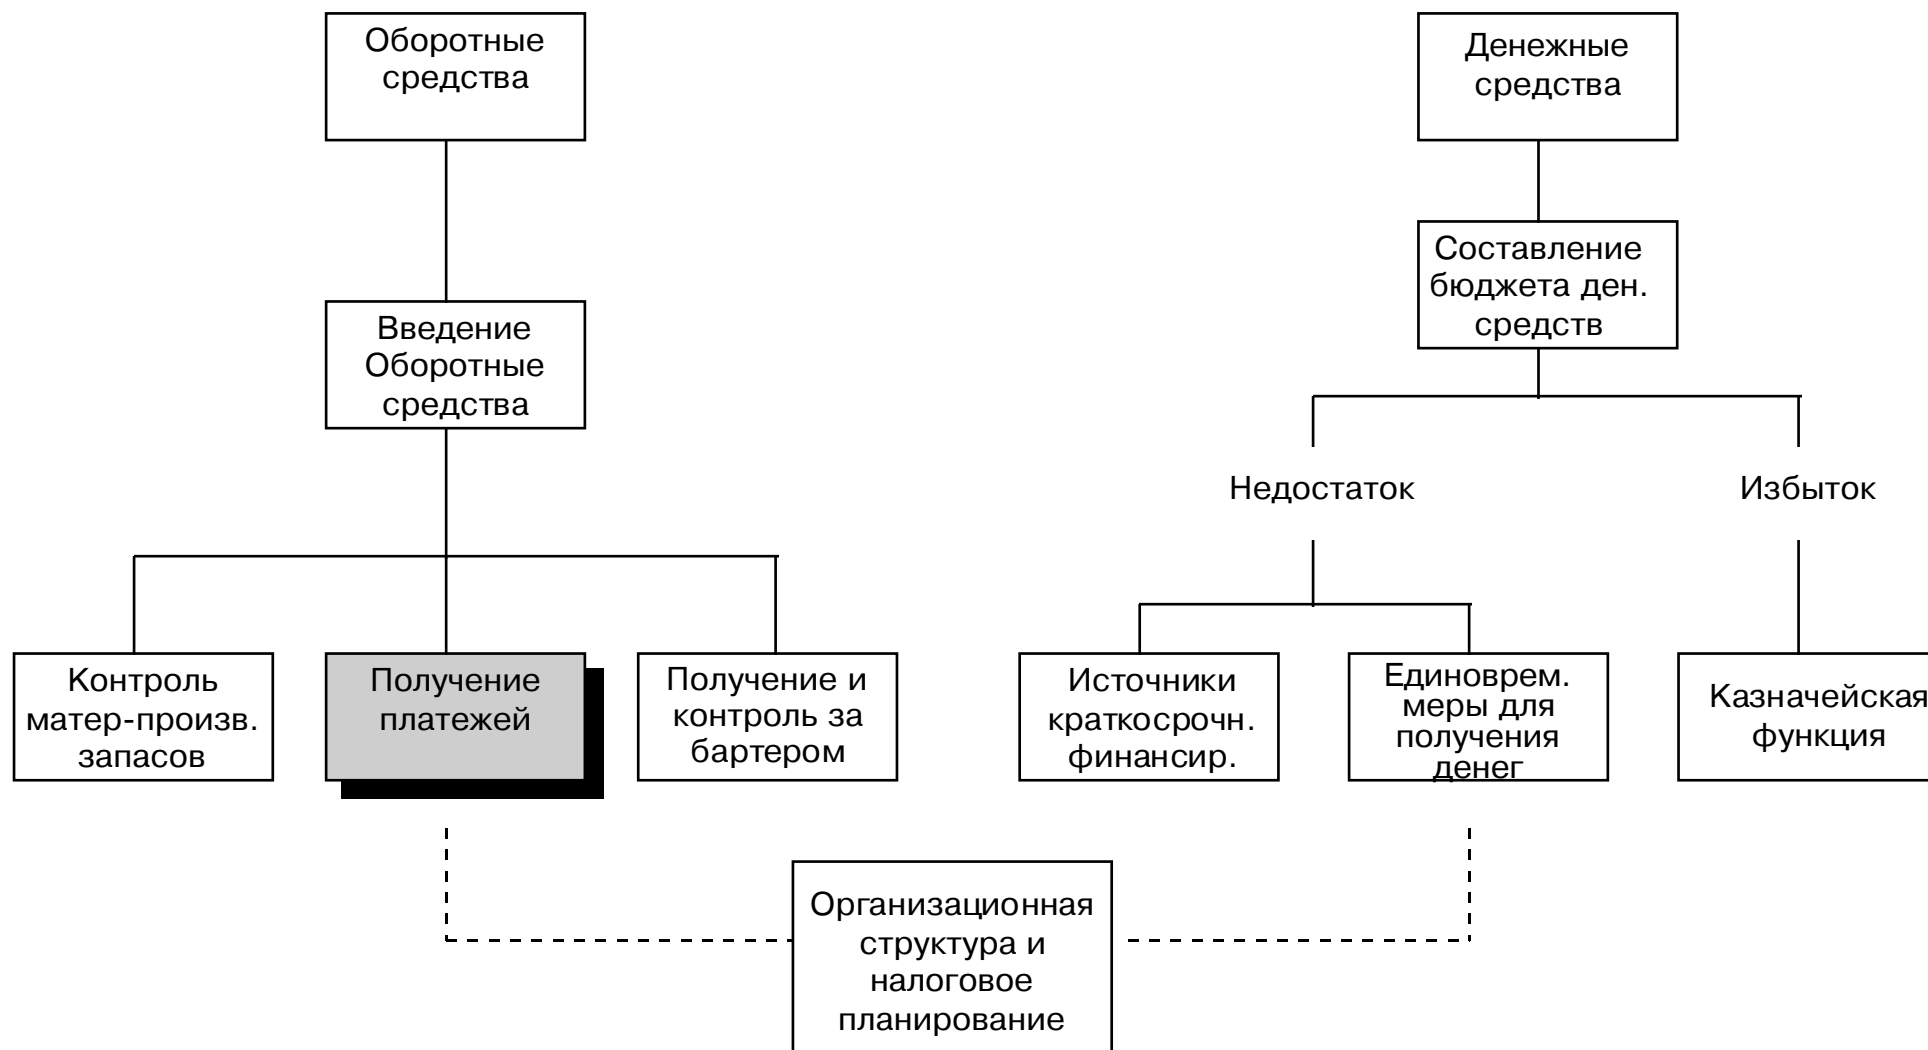 Оборотные
средства
Денежные
средства
Составление
бюджета ден.
средств
Введение
Оборотные
средства
Недостаток
Избыток
Контроль
матер-произв.
запасов
Получение
платежей
Получение и
контроль за
бартером
Источники
краткосрочн.
финансир.
Единоврем.
меры для
получения
денег
Казначейская
функция
Организационная
структура и
налоговое
планирование